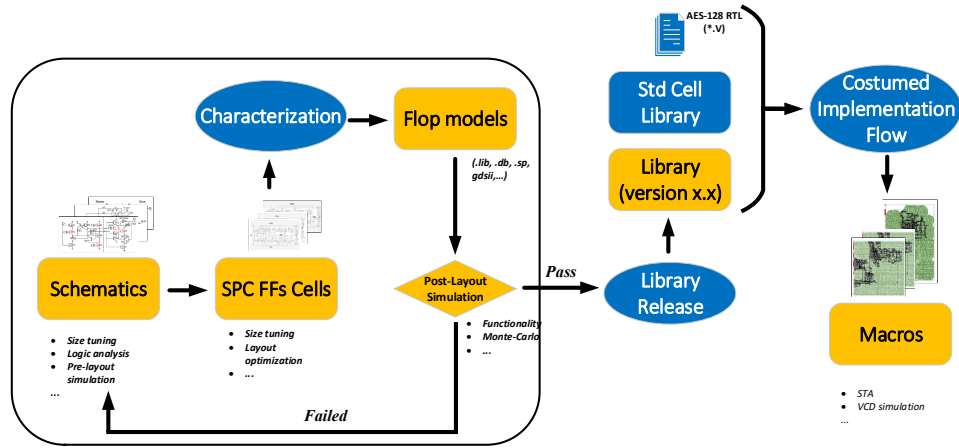 AES-128 RTL
(*.V)
Characterization
Flop models
Std Cell
Library
Costumed
Implementation
Flow
(.lib, .db, .sp,
gdsii,...)
Library
(version x.x)
Schematics
SPC FFs Cells
Post-Layout
Simulation
Pass
Library
Release
Macros
• Size tuning
• Logic analysis
• Pre-layout
simulation
...
• Size tuning
• Layout
optimization
• ...
• Functionality
• Monte-Carlo
• ...
Failed
• STA
• VCD simulation
...